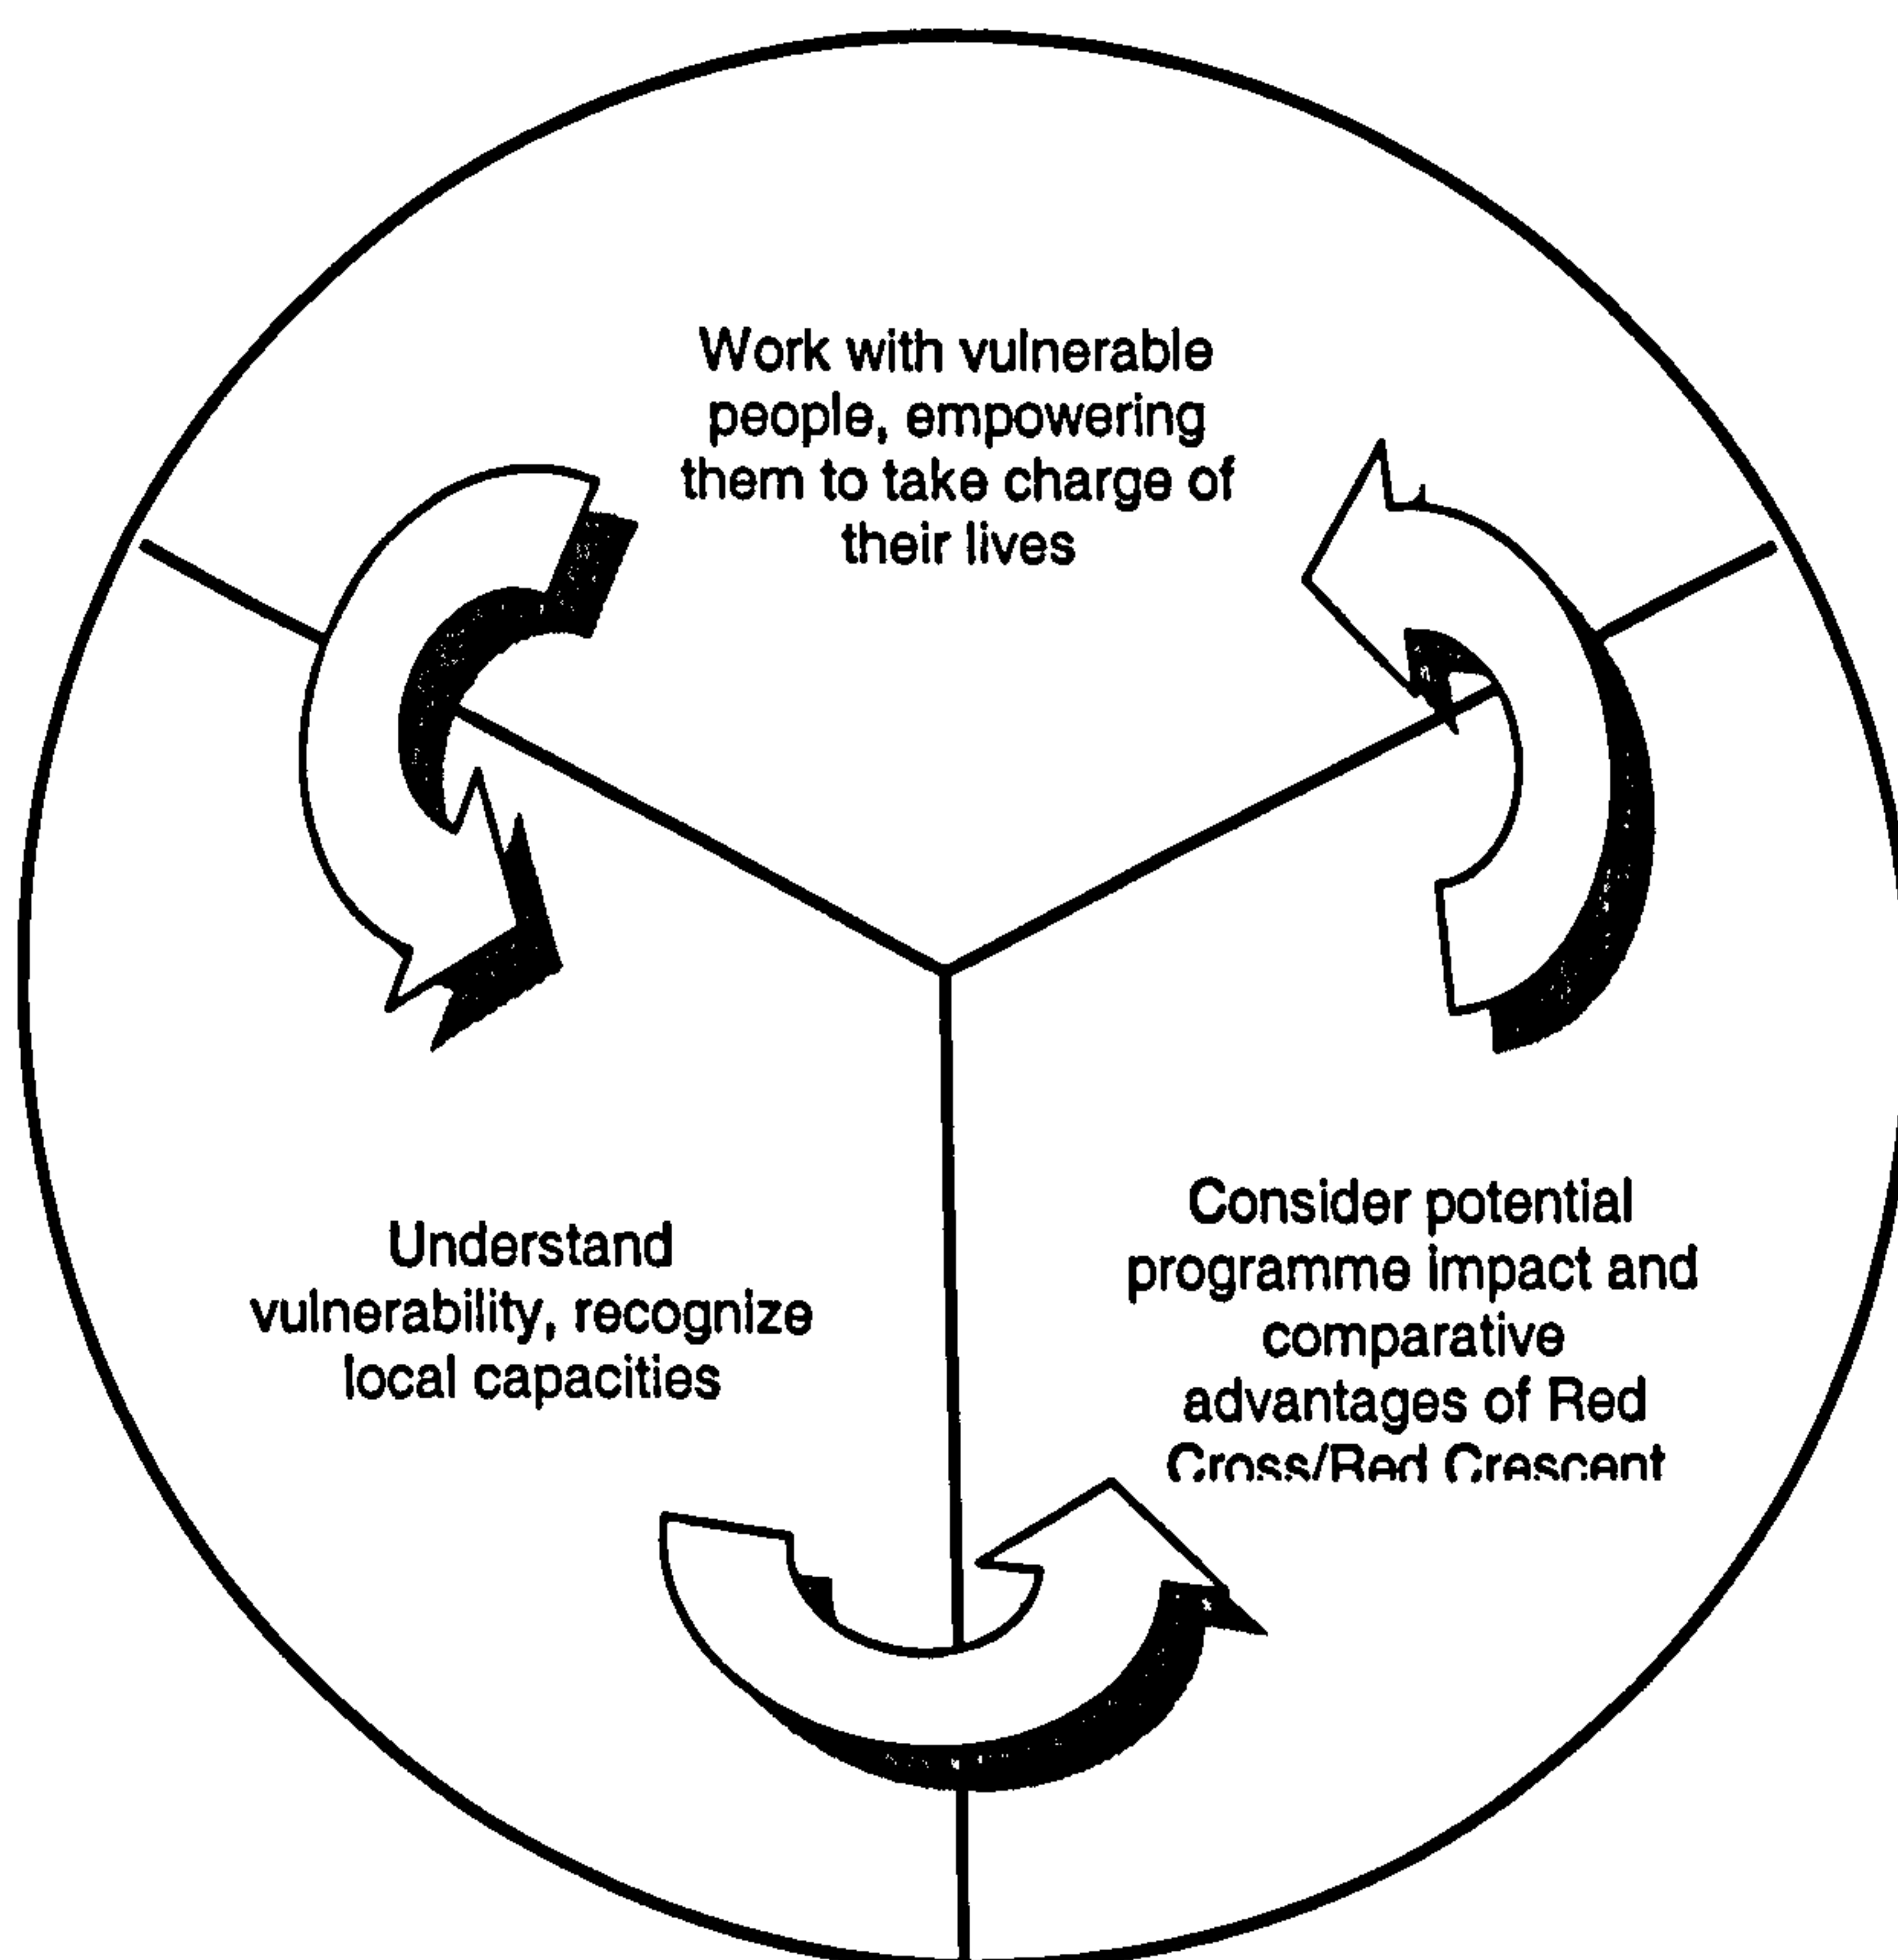 Work with vulnerable
people, empowering
them to take charge of
their lives
Understand
vulnerability, recognize
local capacities
Consider potential
programme impact and
comparative
advantages of Red
Cross/Red Crescent